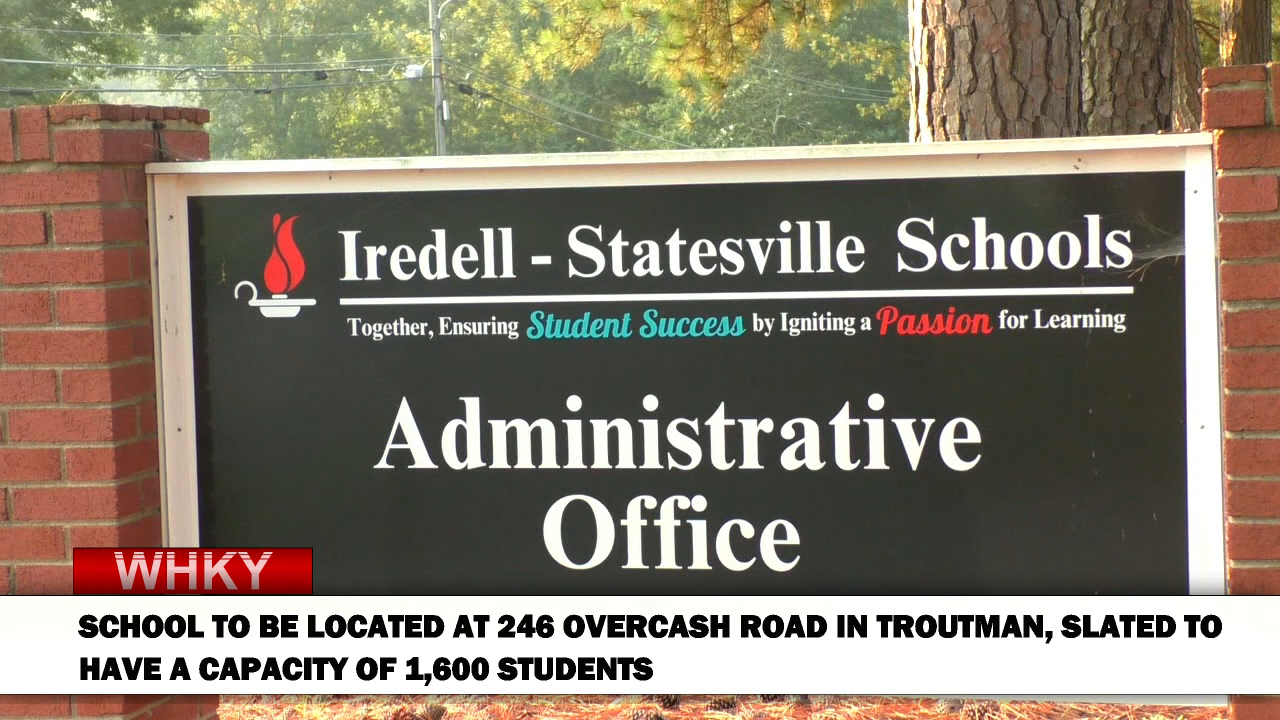 Iredell - Statesville Schools
Together, Ensuring Student Success by Igniting a Passion for Learning
Administrative
Office
WHKY
SCHOOL TO BE LOCATED AT 246 OVERCASH ROAD IN TROUTMAN, SLATED TO
HAVE A CAPACITY OF 1,600 STUDENTS